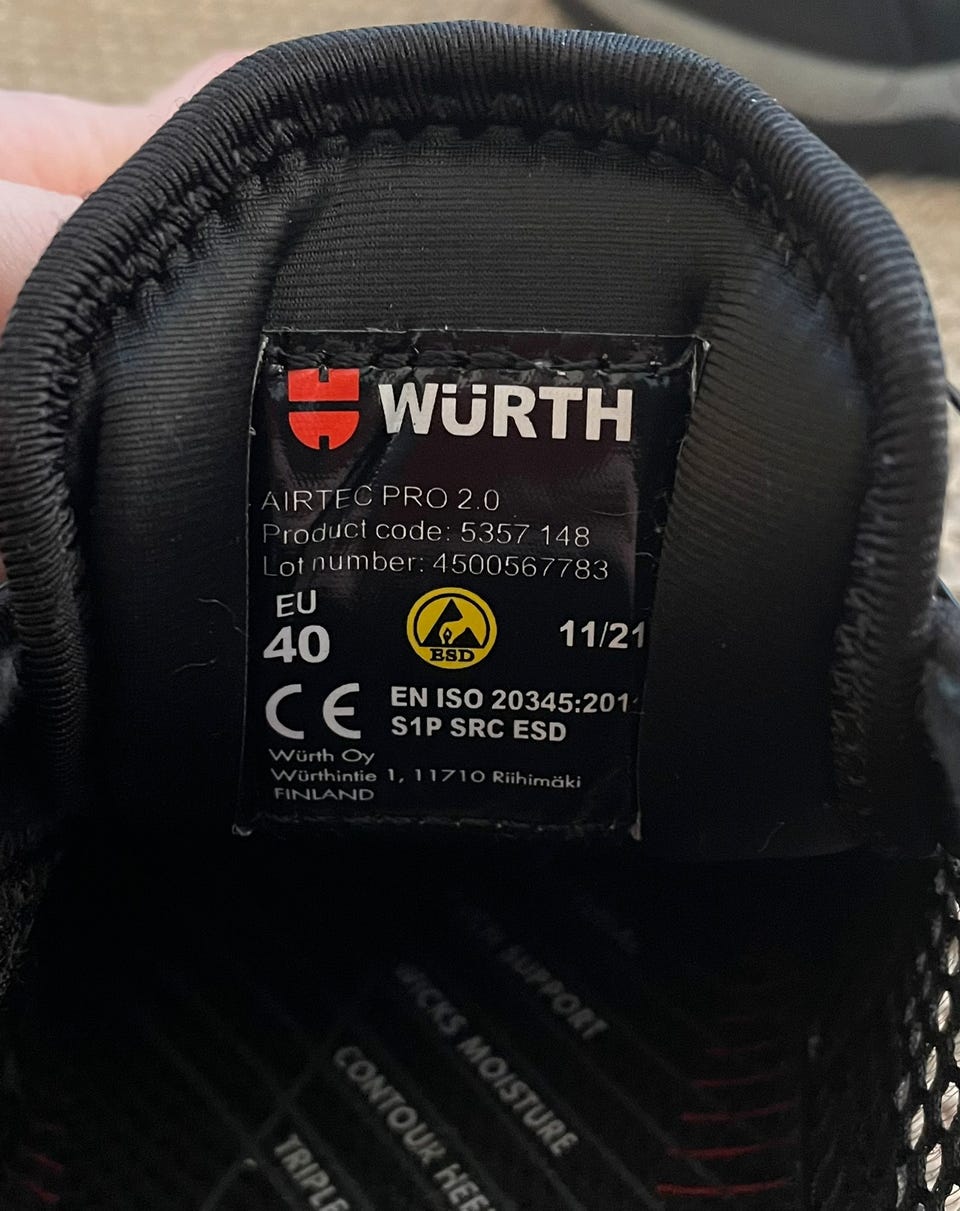 WÜRTH
AIRTEC PRO 2.0
Product code: 5357 148
Lot number: 4500567783
EU
40
ESD
11/21
CE
EN ISO 20345:201
S1P SRC ESD
Würth Oy
Würthintie 1, 11710 Riihimäki
FINLAND
SUPPORT
WICKS MOISTURE
CONTOUR HEEL
TRIPLE